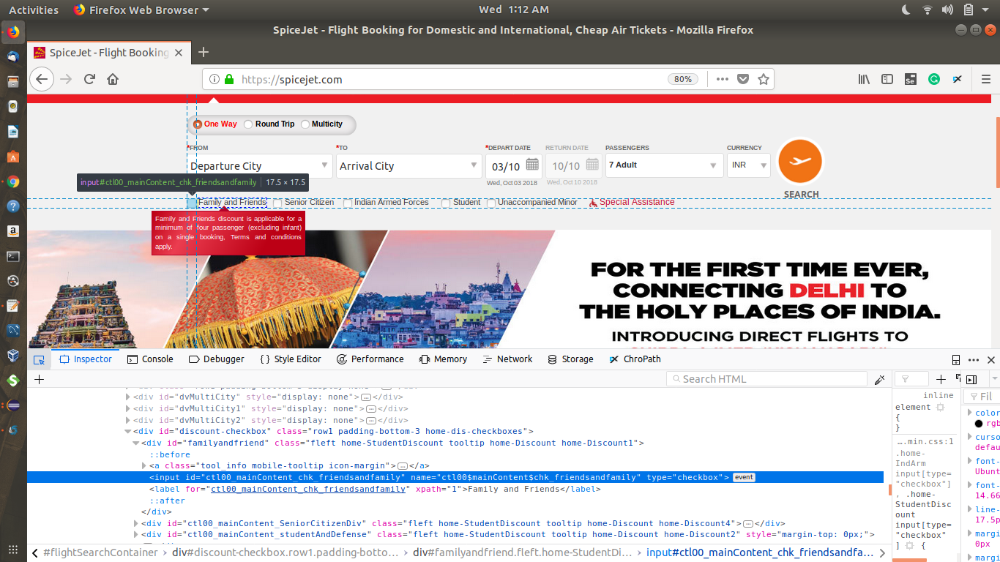 Activities
Firefox Web Browser
Wed 1:12 AM
SpiceJet - Flight Booking for Domestic and International, Cheap Air Tickets - Mozilla Firefox
SpiceJet - Flight Booking
https://spicejet.com
80%
One Way Round Trip Multicity
*FROM *TO *DEPART DATE RETURN DATE PASSENGERS CURRENCY
Departure City Arrival City 03/10 10/10 7 Adult INR
Wed, Oct 03 2018 Wed, Oct 10 2018
input#ctl00_mainContent_chk_friendsandfamily 17.5 × 17.5
SEARCH
Family and Friends Senior Citizen Indian Armed Forces Student Unaccompanied Minor Special Assistance
Family and Friends discount is applicable for a
minimum of four passenger (excluding infant)
on a single booking, Terms and conditions
apply.
FOR THE FIRST TIME EVER,
CONNECTING DELHI TO
THE HOLY PLACES OF INDIA.
INTRODUCING DIRECT FLIGHTS TO
Inspector Console Debugger Style Editor Performance Memory Network Storage ChroPath
Search HTML
<div id="dvMultiCity" style="display: none">…</div>
<div id="dvMultiCity1" style="display: none">…</div>
<div id="dvMultiCity2" style="display: none">…</div>
<div id="discount-checkbox" class="row1 padding-bottom-3 home-dis-checkboxes">
<div id="familyandfriend" class="fleft home-StudentDiscount tooltip home-Discount home-Discount1">
::before
<a class="tool_info mobile-tooltip icon-margin">…</a>
<input id="ctl00_mainContent_chk_friendsandfamily" name="ctl00$mainContent$chk_friendsandfamily" type="checkbox"> event
<label for="ctl00_mainContent_chk_friendsandfamily" xpath="1">Family and Friends</label>
::after
</div>
<div id="ctl00_mainContent_SeniorCitizenDiv" class="fleft home-StudentDiscount tooltip home-Discount home-Discount4">…</div>
<div id="ctl00_mainContent_studentAndDefense" class="fleft home-StudentDiscount tooltip home-Discount home-Discount2" style="margin-top: 0px;">
#flightSearchContainer › div#discount-checkbox.row1.padding-botto… › div#familyandfriend.fleft.home-StudentDi… › input#ctl00_mainContent_chk_friendsandfa…
inline
element
{
}
….min.css:1
.home-
IndArm
input[type=
"checkbox"]
, .home-
StudentDisc
ount
input[type=
"checkbox"
] {
Fil
color
rgb
curso
defau
font-
Ubunt
font-
14.66
line-
17.5p
margi
0px
margi